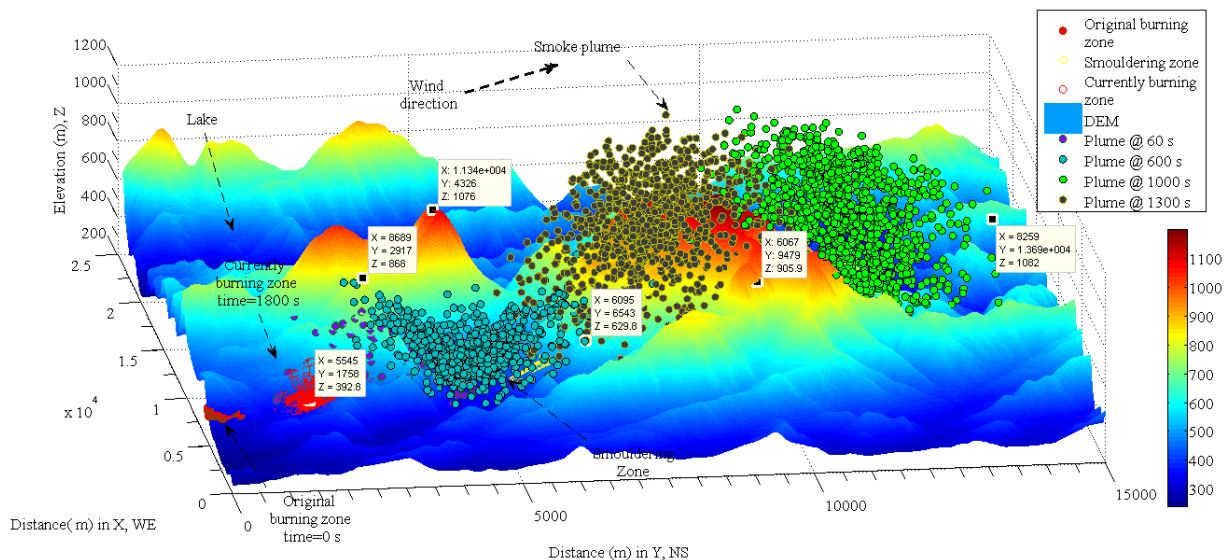 1200
1000
800
600
400
200
Elevation (m), Z
2.5
2
1.5
1
0.5
0
x 10⁴
Distance( m) in X, WE
0
5000
10000
15000
Distance (m) in Y, NS
Lake
Wind
direction
Smoke plume
Currently
burning zone
time=1800 s
Original
burning zone
time=0 s
Smouldering
Zone
X: 1.134e+004
Y: 4326
Z: 1076
X = 8689
Y = 2917
Z = 868
X = 5545
Y = 1758
Z = 392.8
X = 6095
Y = 6543
Z = 629.8
X: 6067
Y: 9479
Z: 905.9
X = 8259
Y = 1.369e+004
Z = 1082
Original burning
zone
Smouldering zone
Currently burning
zone
DEM
Plume @ 60 s
Plume @ 600 s
Plume @ 1000 s
Plume @ 1300 s
1100
1000
900
800
700
600
500
400
300